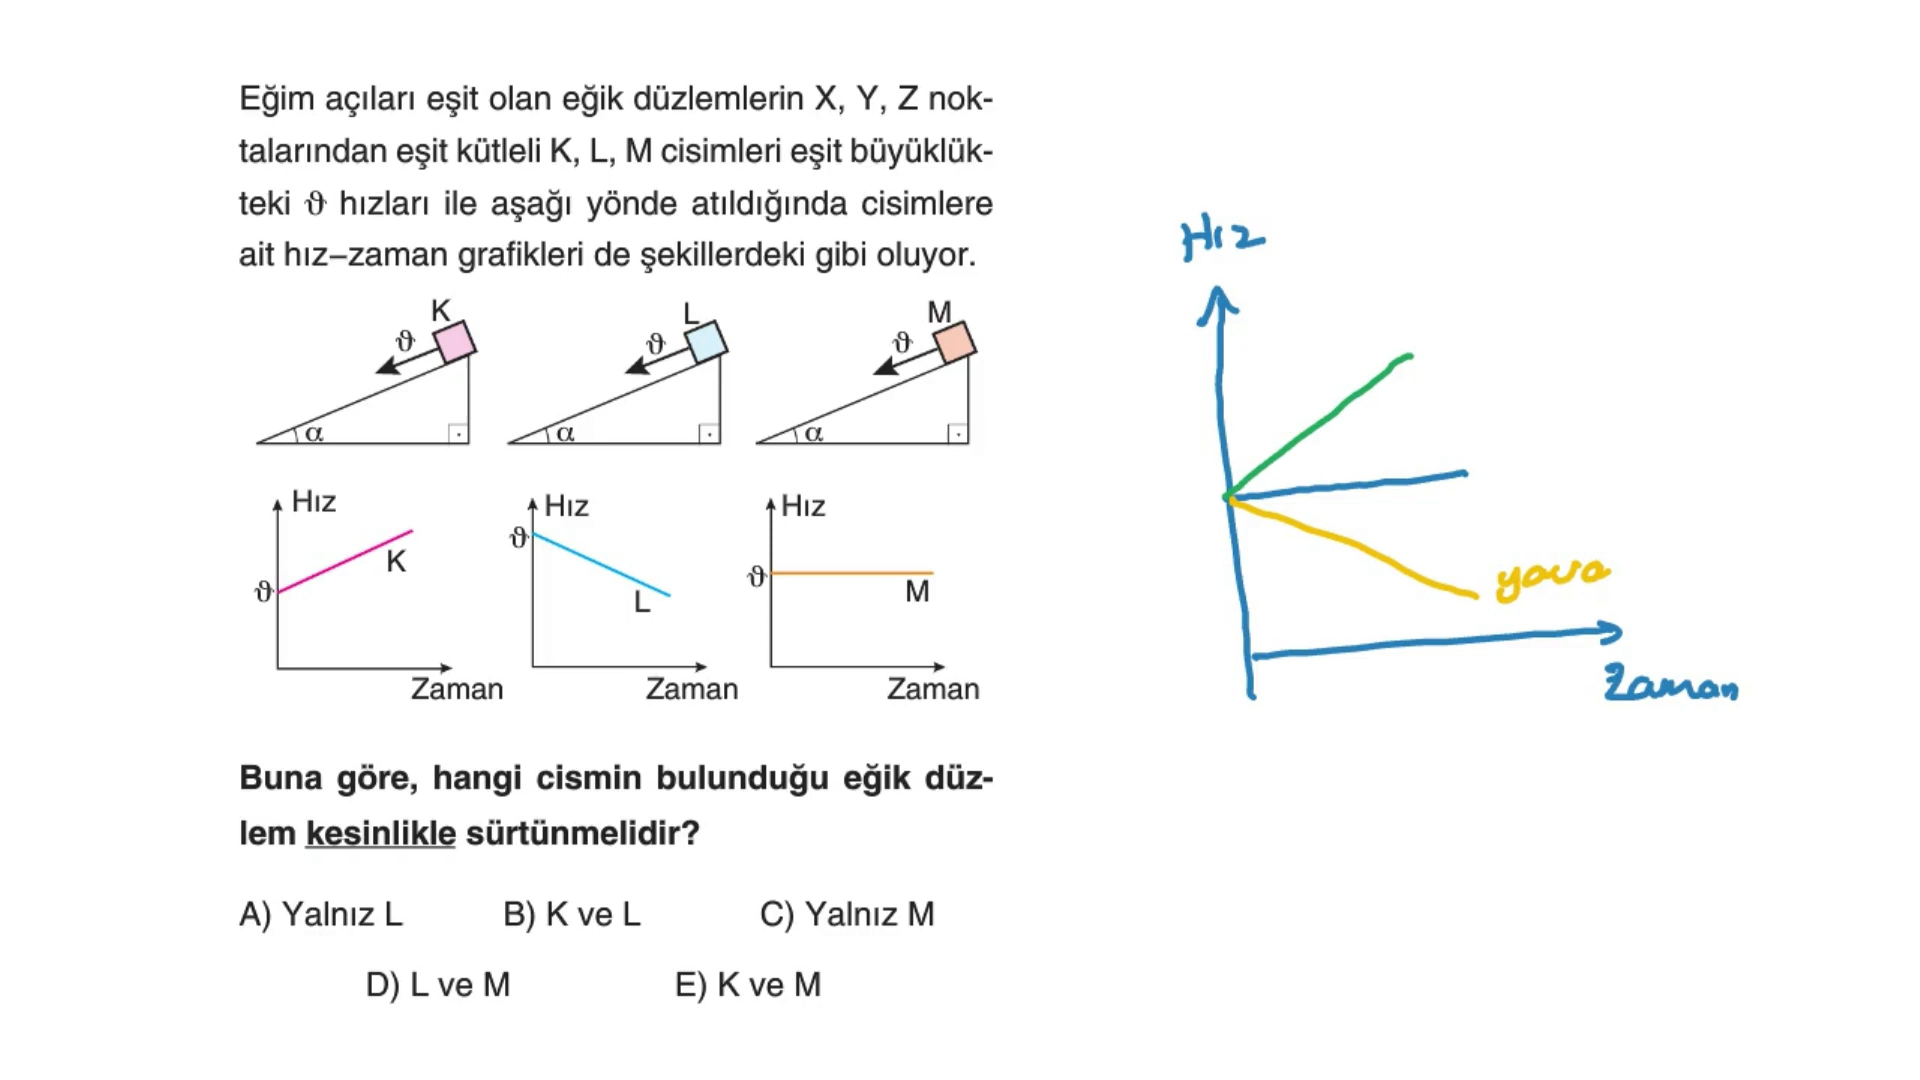 Eğim açıları eşit olan eğik düzlemlerin X, Y, Z nok-
talarından eşit kütleli K, L, M cisimleri eşit büyüklük-
teki ϑ hızları ile aşağı yönde atıldığında cisimlere
ait hız–zaman grafikleri de şekillerdeki gibi oluyor.
K L M
ϑ ϑ ϑ
α α α
Hız Hız Hız
ϑ K ϑ L ϑ M
Zaman Zaman Zaman
Buna göre, hangi cismin bulunduğu eğik düz-
lem kesinlikle sürtünmelidir?
A) Yalnız L B) K ve L C) Yalnız M
D) L ve M E) K ve M
Hız
yava
Zaman